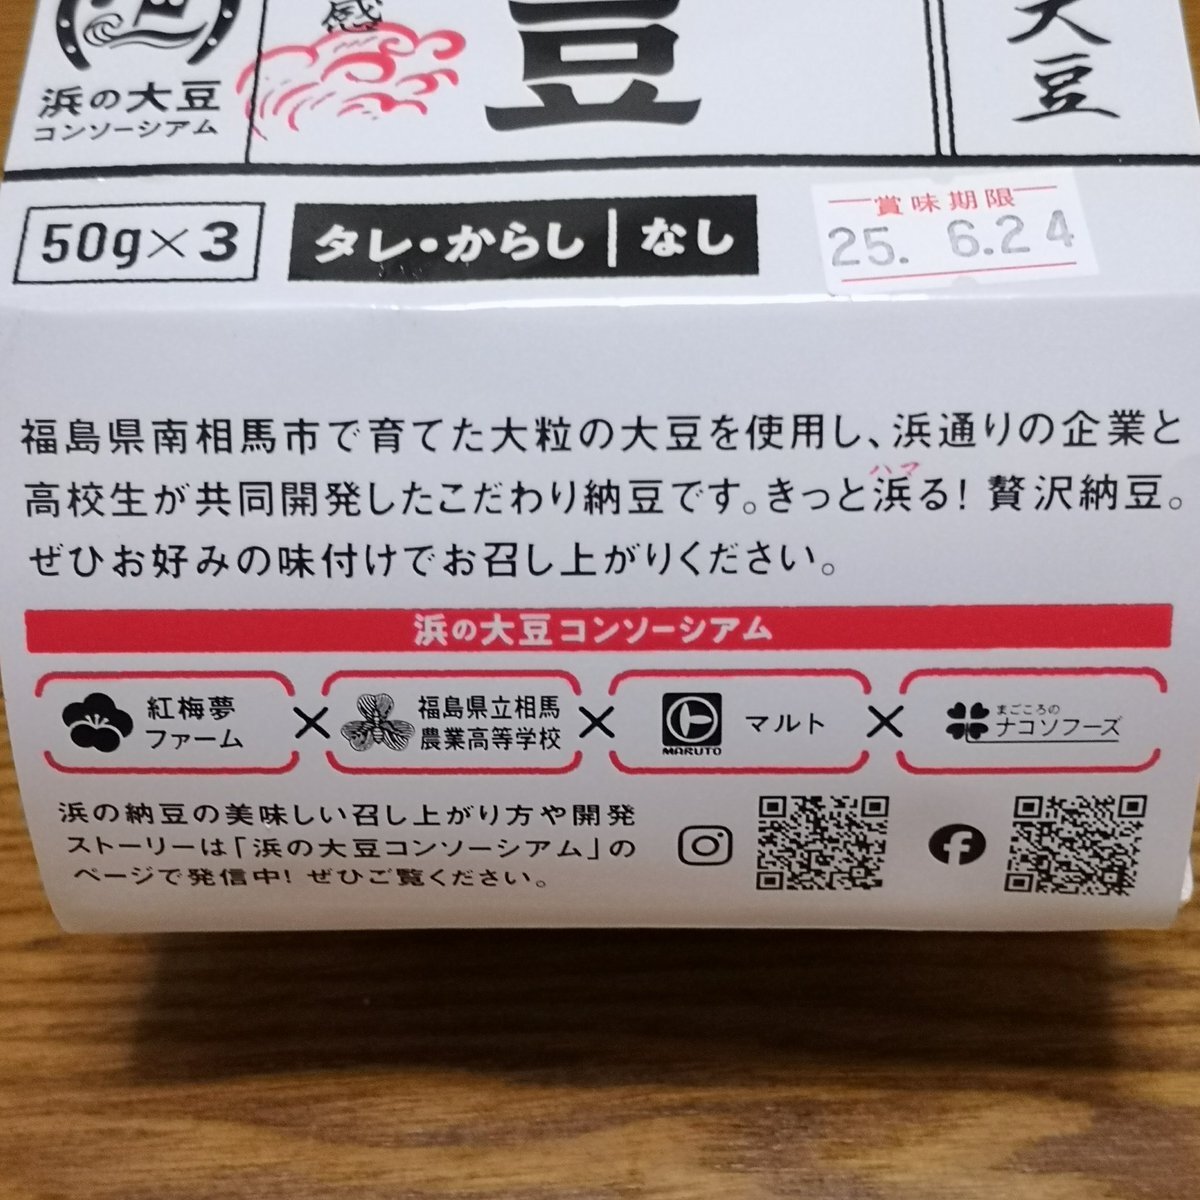 感
豆
大豆
浜の大豆
コンソーシアム
50g×3
タレ・からし|なし
賞味期限
25. 6.24
福島県南相馬市で育てた大粒の大豆を使用し、浜通りの企業と
ハマ
高校生が共同開発したこだわり納豆です。きっと浜る! 贅沢納豆。
ぜひお好みの味付けでお召し上がりください。
浜の大豆コンソーシアム
紅梅夢
ファーム
×
福島県立相馬
農業高等学校
×
MARUTO
マルト
×
まごころの
ナコソフーズ
浜の納豆の美味しい召し上がり方や開発
ストーリーは「浜の大豆コンソーシアム」の
ページで発信中! ぜひご覧ください。